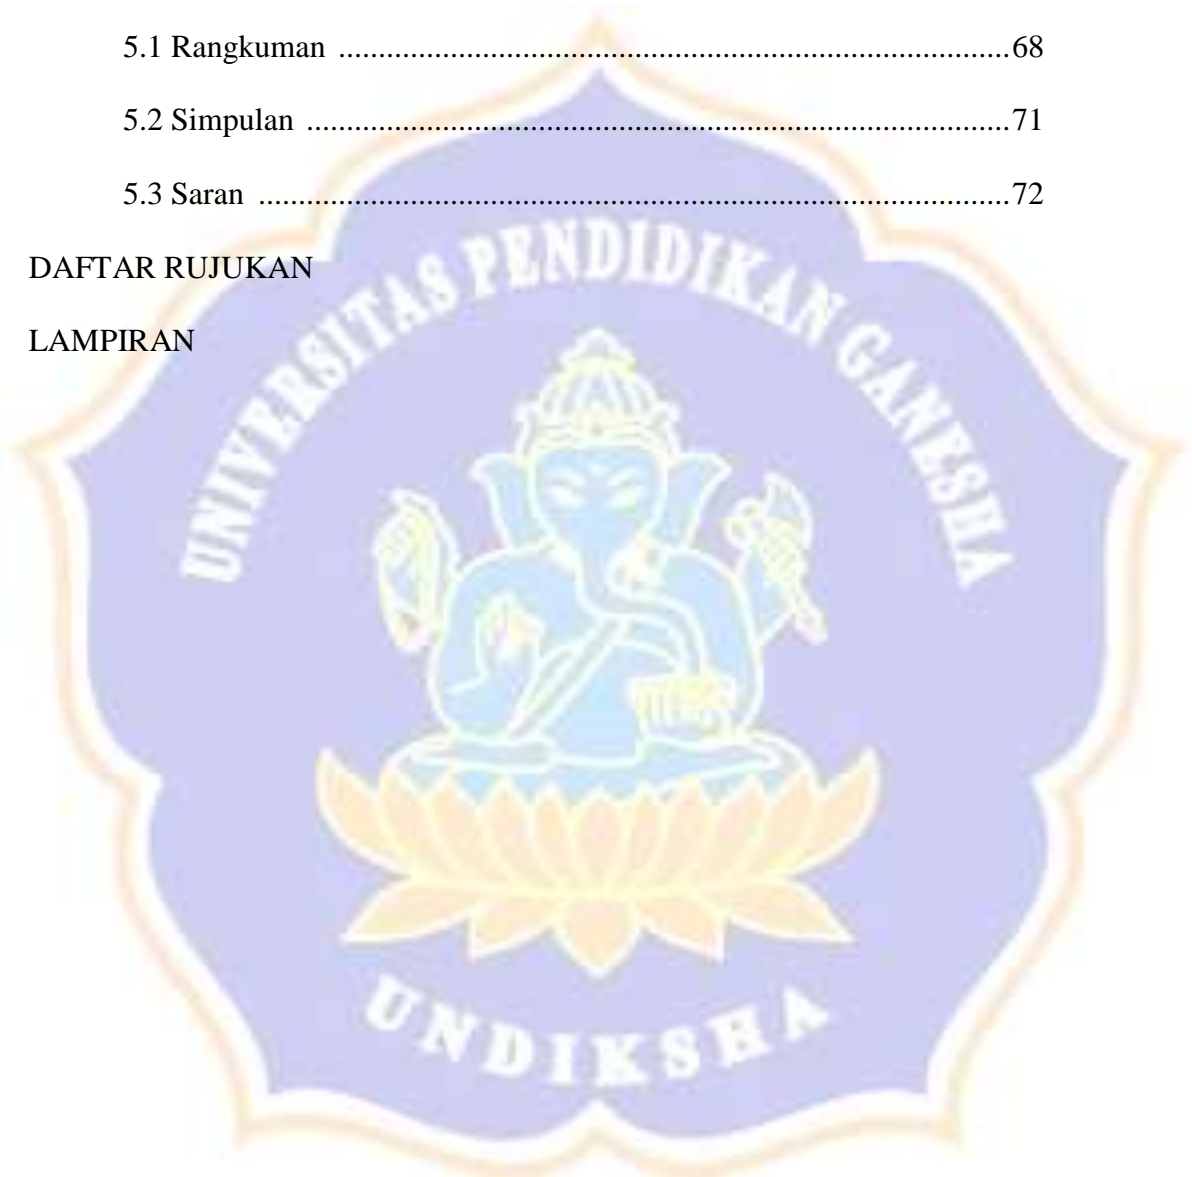 5.1 Rangkuman ....................................................................................68
5.2 Simpulan ........................................................................................71
5.3 Saran ..............................................................................................72
DAFTAR RUJUKAN
LAMPIRAN
UNIVERSITAS PENDIDIKAN GANESHA
UNDIKSHA